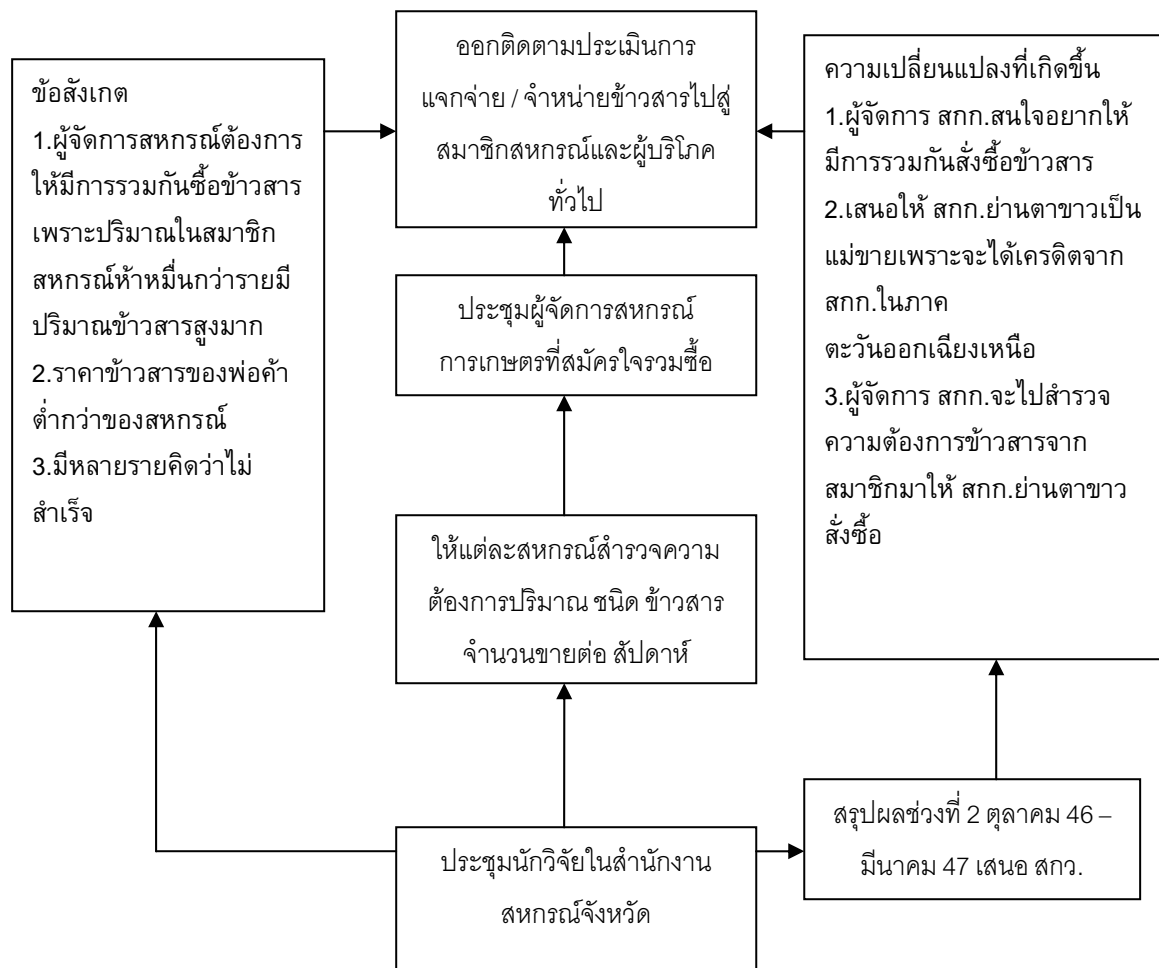 ออกติดตามประเมินการ
แจกจ่าย / จำหน่ายข้าวสารไปสู่
สมาชิกสหกรณ์และผู้บริโภค
ทั่วไป
ข้อสังเกต
1.ผู้จัดการสหกรณ์ต้องการ
ให้มีการรวมกันซื้อข้าวสาร
เพราะปริมาณในสมาชิก
สหกรณ์ห้าหมื่นกว่ารายมี
ปริมาณข้าวสารสูงมาก
2.ราคาข้าวสารของพ่อค้า
ต่ำกว่าของสหกรณ์
3.มีหลายรายคิดว่าไม่
สำเร็จ
ความเปลี่ยนแปลงที่เกิดขึ้น
1.ผู้จัดการ สกก.สนใจอยากให้
มีการรวมกันสั่งซื้อข้าวสาร
2.เสนอให้ สกก.ย่านตาขาวเป็น
แม่ขายเพราะจะได้เครดิตจาก
สกก.ในภาค
ตะวันออกเฉียงเหนือ
3.ผู้จัดการ สกก.จะไปสำรวจ
ความต้องการข้าวสารจาก
สมาชิกมาให้ สกก.ย่านตาขาว
สั่งซื้อ
ประชุมผู้จัดการสหกรณ์
การเกษตรที่สมัครใจรวมซื้อ
ให้แต่ละสหกรณ์สำรวจความ
ต้องการปริมาณ ชนิด ข้าวสาร
จำนวนขายต่อ สัปดาห์
ประชุมนักวิจัยในสำนักงาน
สหกรณ์จังหวัด
สรุปผลช่วงที่ 2 ตุลาคม 46 –
มีนาคม 47 เสนอ สกว.